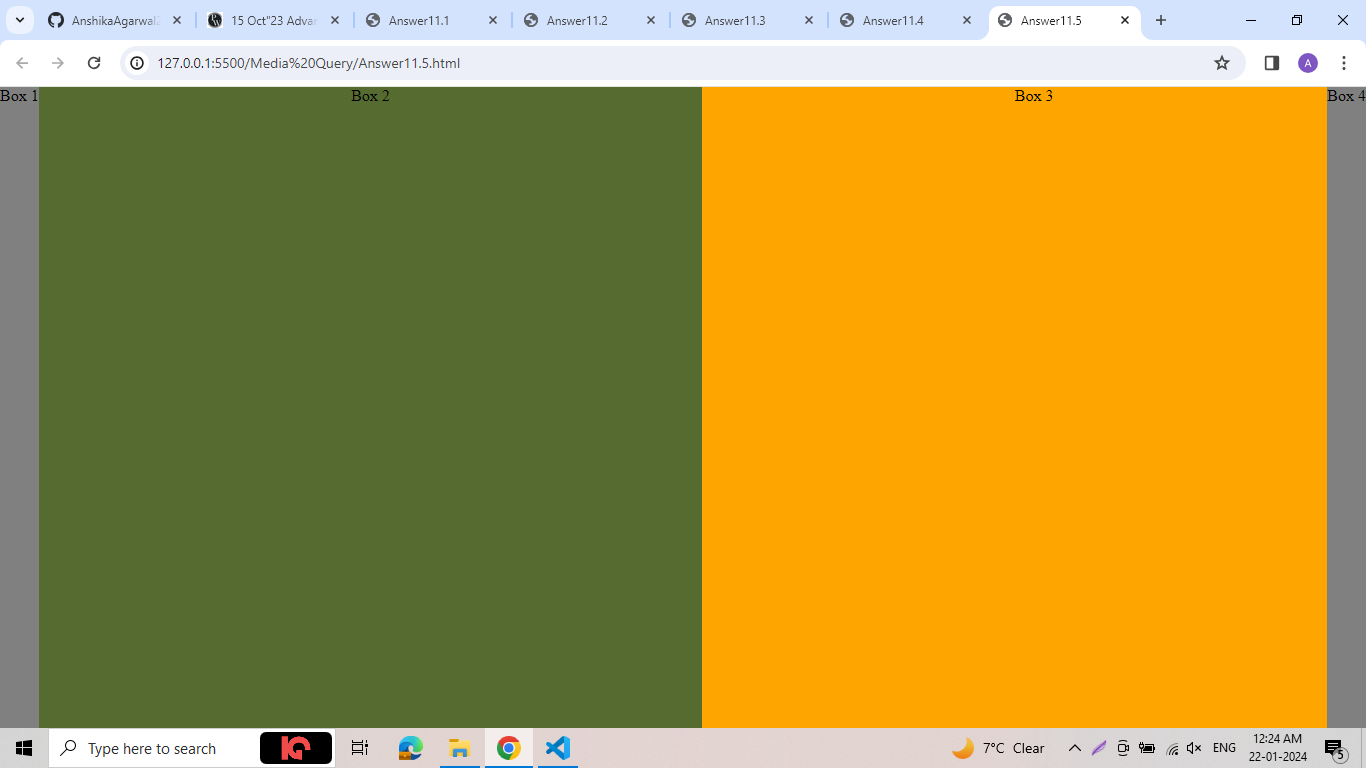 AnshikaAgarwal
15 Oct"23 Advar
Answer11.1
Answer11.2
Answer11.3
Answer11.4
Answer11.5
127.0.0.1:5500/Media%20Query/Answer11.5.html
A
Box 1
Box 2
Box 3
Box 4
Type here to search
7°C Clear
ENG
12:24 AM
22-01-2024
5